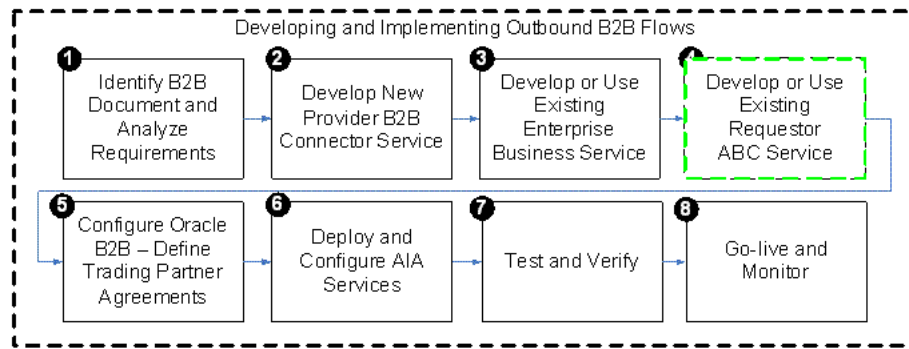 Developing and Implementing Outbound B2B Flows
1
Identify B2B
Document and
Analyze
Requirements
2
Develop New
Provider B2B
Connector Service
3
Develop or Use
Existing
Enterprise
Business Service
4
Develop or Use
Existing
Requestor
ABC Service
5
Configure Oracle
B2B – Define
Trading Partner
Agreements
6
Deploy and
Configure AIA
Services
7
Test and Verify
8
Go-live and
Monitor